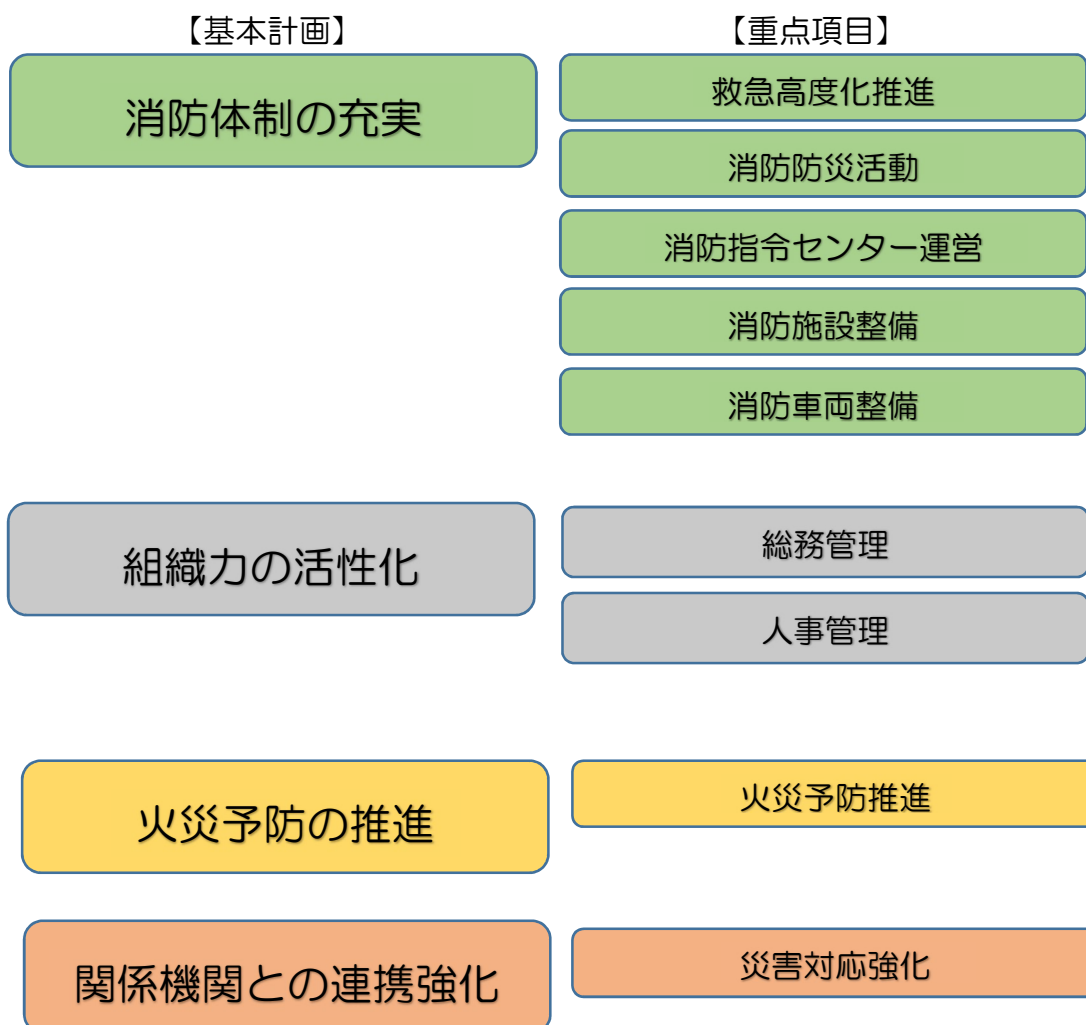 【基本計画】
【重点項目】
消防体制の充実
救急高度化推進
消防防災活動
消防指令センター運営
消防施設整備
消防車両整備
組織力の活性化
総務管理
人事管理
火災予防の推進
火災予防推進
関係機関との連携強化
災害対応強化